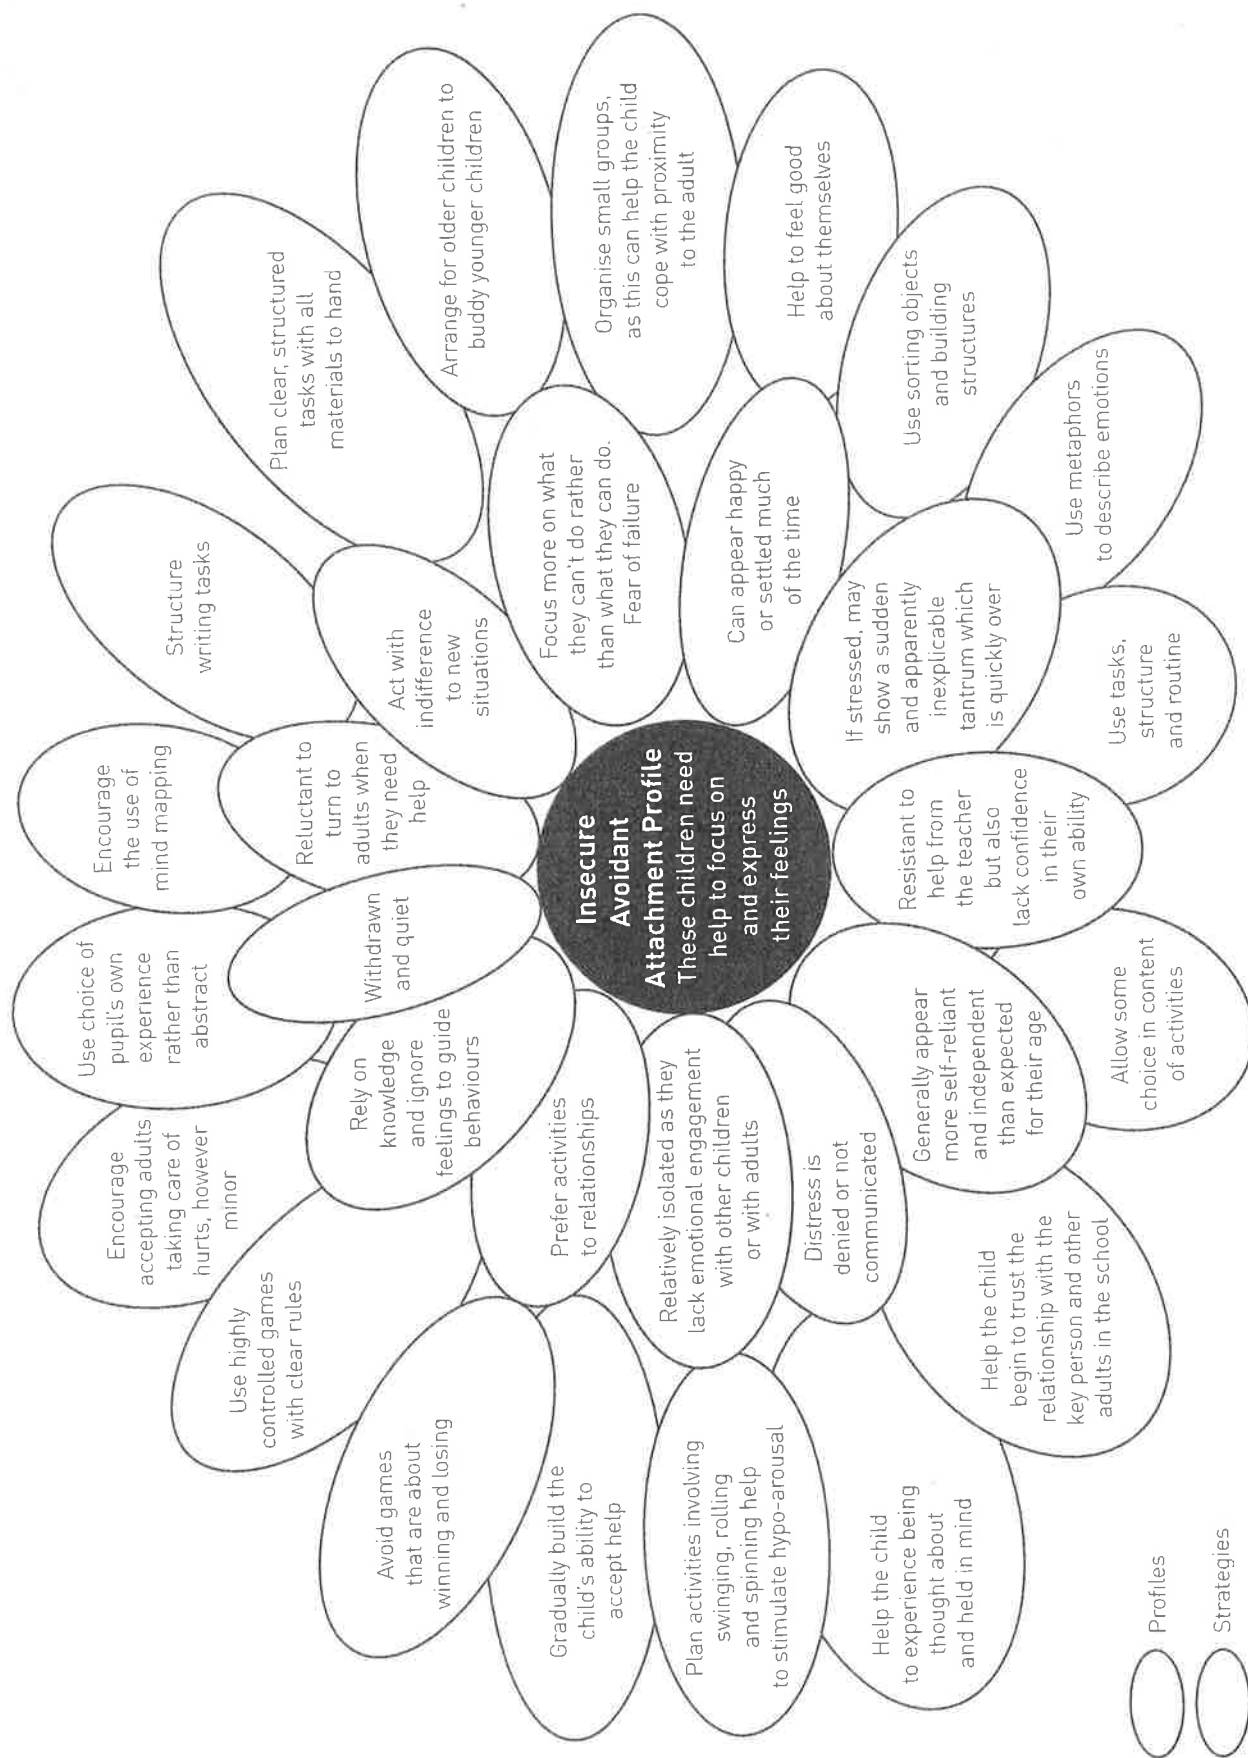 Insecure
Avoidant
Attachment Profile
These children need
help to focus on
and express
their feelings
Withdrawn
and quiet
Reluctant to
turn to
adults when
they need
help
Act with
indifference
to new
situations
Focus more on what
they can't do rather
than what they can do.
Fear of failure
Can appear happy
or settled much
of the time
If stressed, may
show a sudden
and apparently
inexplicable
tantrum which
is quickly over
Resistant to
help from
the teacher
but also
lack confidence
in their
own ability
Generally appear
more self-reliant
and independent
than expected
for their age
Distress is
denied or not
communicated
Relatively isolated as they
lack emotional engagement
with other children
or with adults
Prefer activities
to relationships
Rely on
knowledge
and ignore
feelings to guide
behaviours
Use choice of
pupil's own
experience
rather than
abstract
Encourage
the use of
mind mapping
Structure
writing tasks
Plan clear, structured
tasks with all
materials to hand
Arrange for older children to
buddy younger children
Organise small groups,
as this can help the child
cope with proximity
to the adult
Help to feel good
about themselves
Use sorting objects
and building
structures
Use metaphors
to describe emotions
Use tasks,
structure
and routine
Allow some
choice in content
of activities
Help the child
begin to trust the
relationship with the
key person and other
adults in the school
Help the child
to experience being
thought about
and held in mind
Plan activities involving
swinging, rolling
and spinning help
to stimulate hypo-arousal
Gradually build the
child's ability to
accept help
Avoid games
that are about
winning and losing
Use highly
controlled games
with clear rules
Encourage
accepting adults
taking care of
hurts, however
minor
Profiles
Strategies